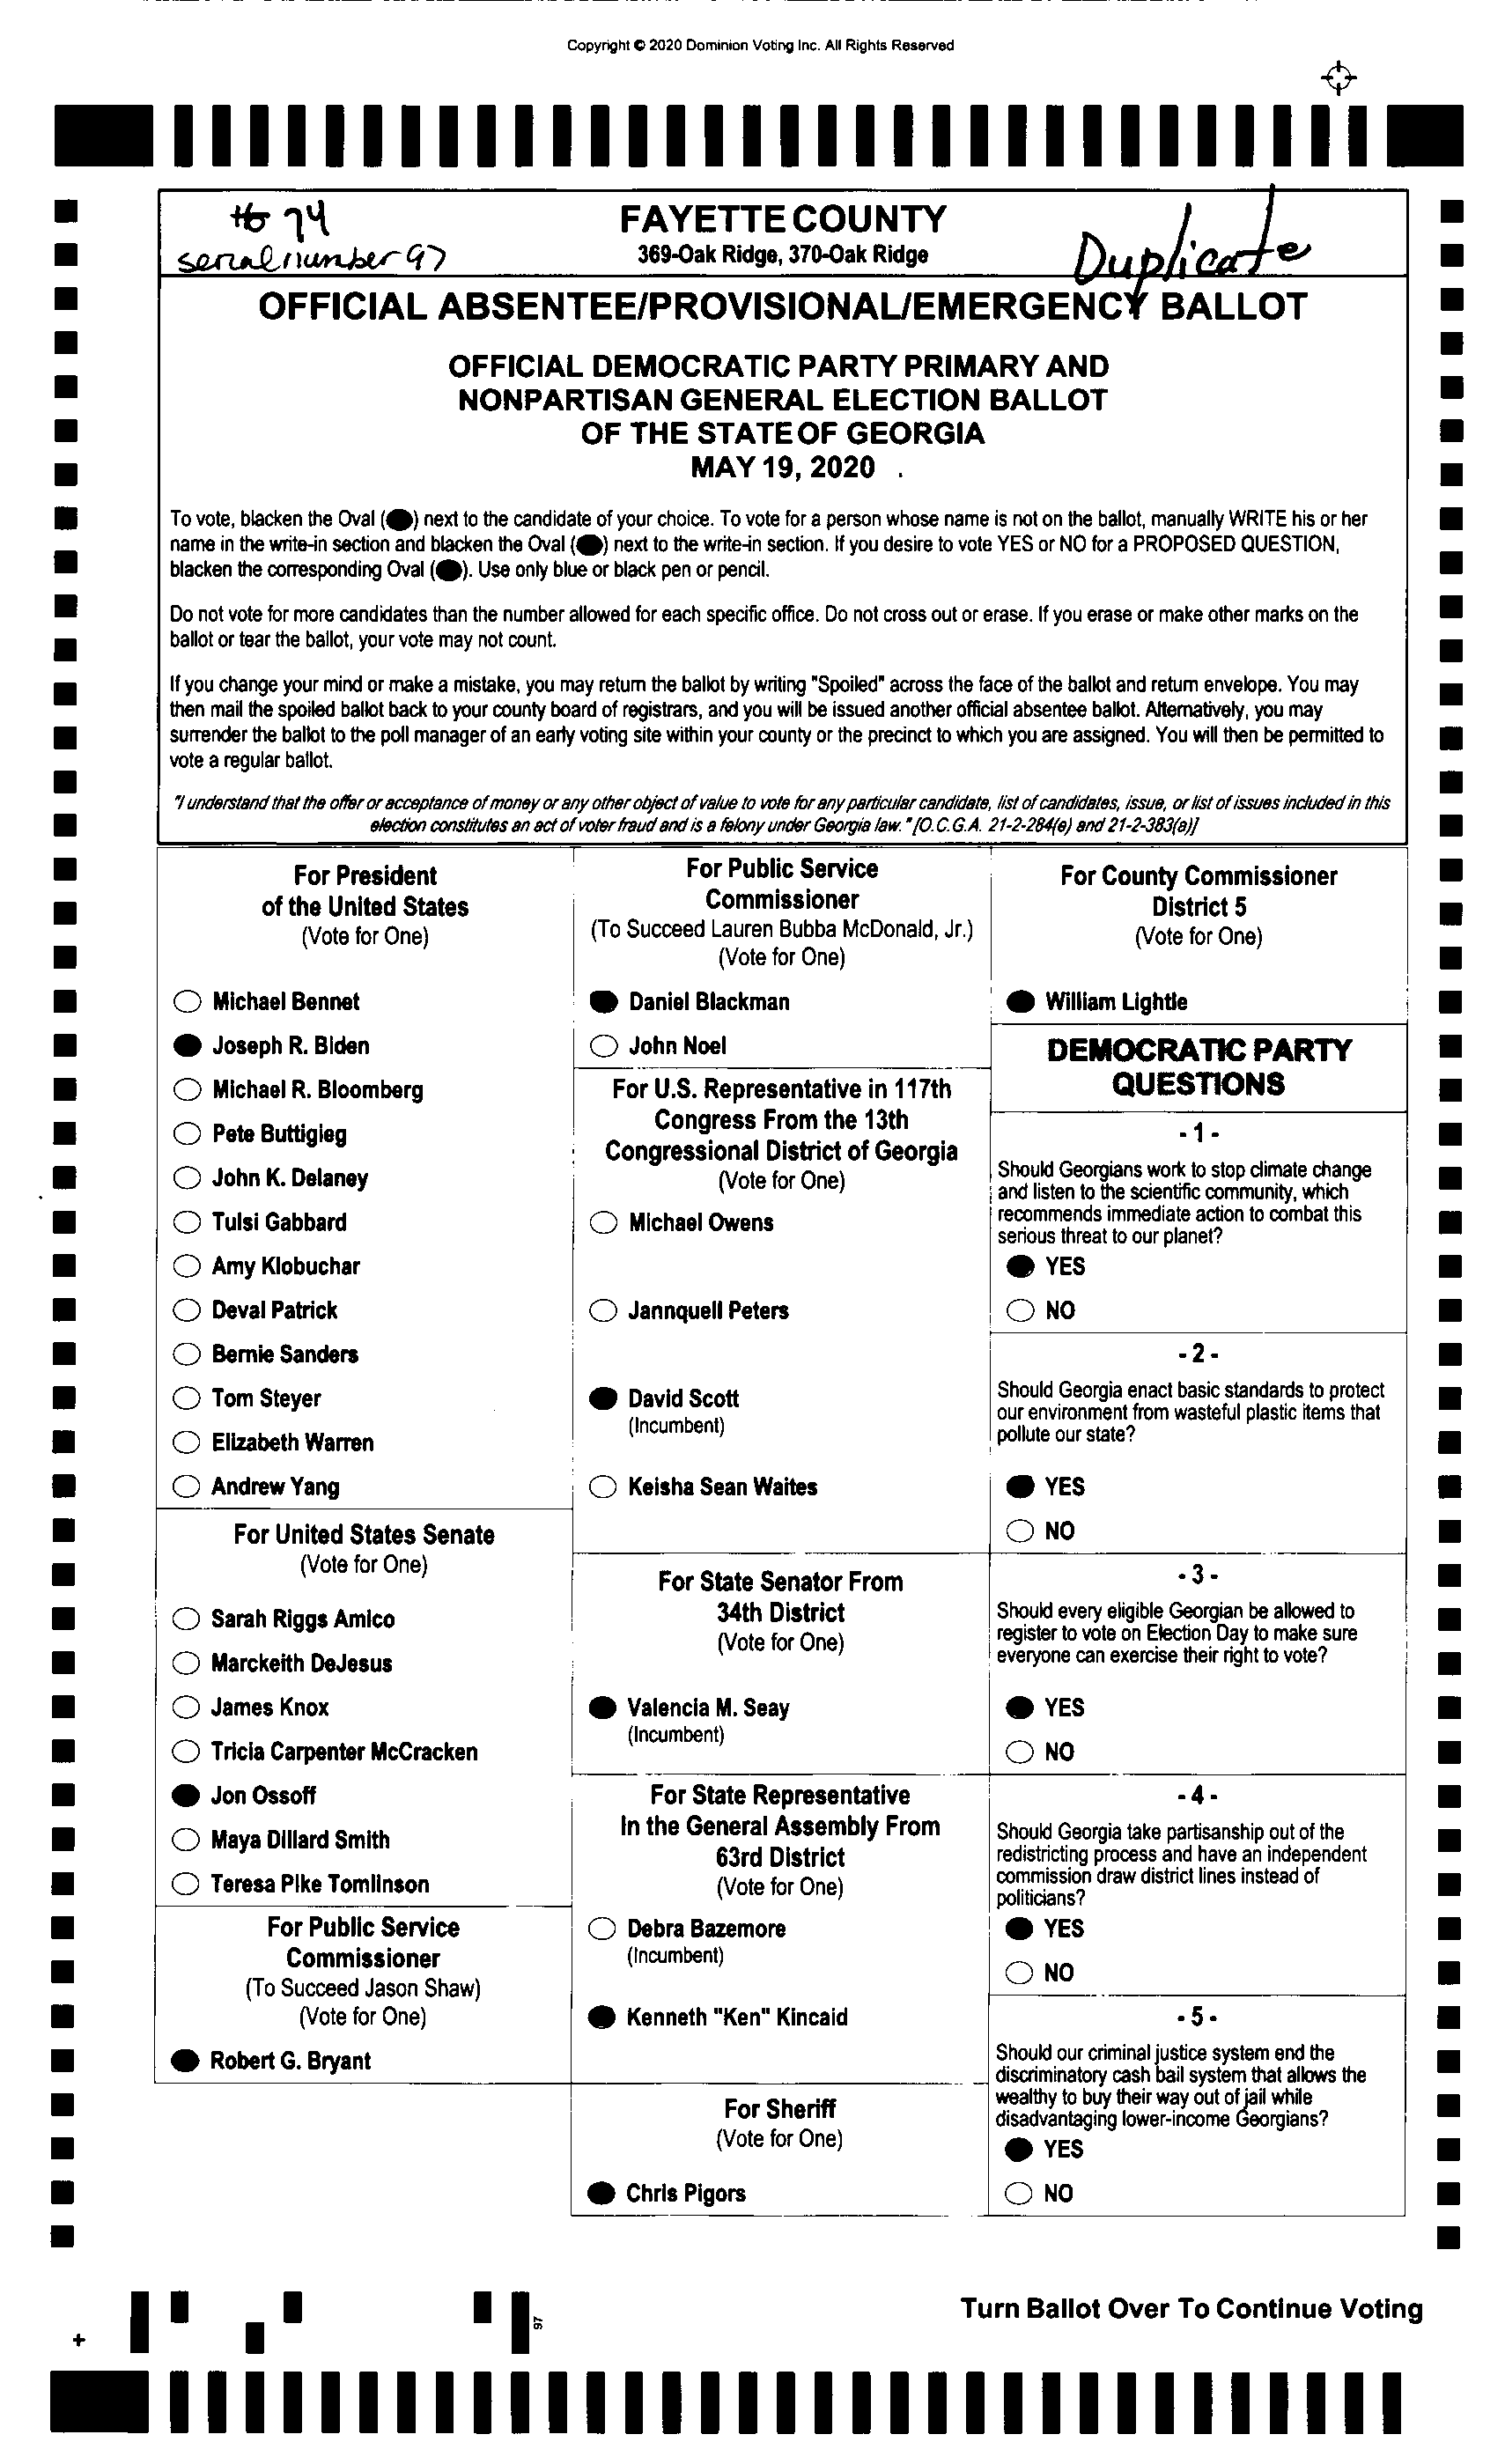 Copyright © 2020 Dominion Voting Inc. All Rights Reserved
74
serial number 97
FAYETTE COUNTY
369-Oak Ridge, 370-Oak Ridge
Duplicate
OFFICIAL ABSENTEE/PROVISIONAL/EMERGENCY BALLOT
OFFICIAL DEMOCRATIC PARTY PRIMARY AND
NONPARTISAN GENERAL ELECTION BALLOT
OF THE STATE OF GEORGIA
MAY 19, 2020
To vote, blacken the Oval ( ) next to the candidate of your choice. To vote for a person whose name is not on the ballot, manually WRITE his or her
name in the write-in section and blacken the Oval ( ) next to the write-in section. If you desire to vote YES or NO for a PROPOSED QUESTION,
blacken the corresponding Oval ( ). Use only blue or black pen or pencil.
Do not vote for more candidates than the number allowed for each specific office. Do not cross out or erase. If you erase or make other marks on the
ballot or tear the ballot, your vote may not count.
If you change your mind or make a mistake, you may return the ballot by writing "Spoiled" across the face of the ballot and return envelope. You may
then mail the spoiled ballot back to your county board of registrars, and you will be issued another official absentee ballot. Alternatively, you may
surrender the ballot to the poll manager of an early voting site within your county or the precinct to which you are assigned. You will then be permitted to
vote a regular ballot.
"I understand that the offer or acceptance of money or any other object of value to vote for any particular candidate, list of candidates, issue, or list of issues included in this
election constitutes an act of voter fraud and is a felony under Georgia law." [O.C.G.A. 21-2-284(e) and 21-2-383(a)]
For President
of the United States
(Vote for One)
Michael Bennet
Joseph R. Biden
Michael R. Bloomberg
Pete Buttigieg
John K. Delaney
Tulsi Gabbard
Amy Klobuchar
Deval Patrick
Bernie Sanders
Tom Steyer
Elizabeth Warren
Andrew Yang
For United States Senate
(Vote for One)
Sarah Riggs Amico
Marckeith DeJesus
James Knox
Tricia Carpenter McCracken
Jon Ossoff
Maya Dillard Smith
Teresa Pike Tomlinson
For Public Service
Commissioner
(To Succeed Jason Shaw)
(Vote for One)
Robert G. Bryant
For Public Service
Commissioner
(To Succeed Lauren Bubba McDonald, Jr.)
(Vote for One)
Daniel Blackman
John Noel
For U.S. Representative in 117th
Congress From the 13th
Congressional District of Georgia
(Vote for One)
Michael Owens
Jannquell Peters
David Scott
(Incumbent)
Keisha Sean Waites
For State Senator From
34th District
(Vote for One)
Valencia M. Seay
(Incumbent)
For State Representative
In the General Assembly From
63rd District
(Vote for One)
Debra Bazemore
(Incumbent)
Kenneth "Ken" Kincaid
For Sheriff
(Vote for One)
Chris Pigors
For County Commissioner
District 5
(Vote for One)
William Lightle
DEMOCRATIC PARTY
QUESTIONS
- 1 -
Should Georgians work to stop climate change
and listen to the scientific community, which
recommends immediate action to combat this
serious threat to our planet?
YES
NO
- 2 -
Should Georgia enact basic standards to protect
our environment from wasteful plastic items that
pollute our state?
YES
NO
- 3 -
Should every eligible Georgian be allowed to
register to vote on Election Day to make sure
everyone can exercise their right to vote?
YES
NO
- 4 -
Should Georgia take partisanship out of the
redistricting process and have an independent
commission draw district lines instead of
politicians?
YES
NO
- 5 -
Should our criminal justice system end the
discriminatory cash bail system that allows the
wealthy to buy their way out of jail while
disadvantaging lower-income Georgians?
YES
NO
97
Turn Ballot Over To Continue Voting